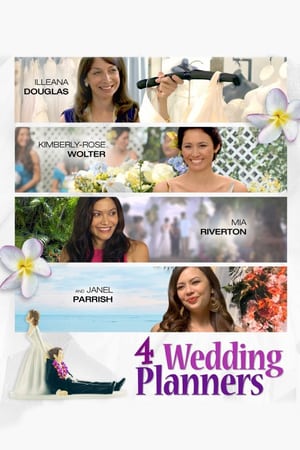 ILLEANA
DOUGLAS
KIMBERLY-ROSE
WOLTER
MIA
RIVERTON
AND JANEL
PARRISH
4 Wedding
Planners